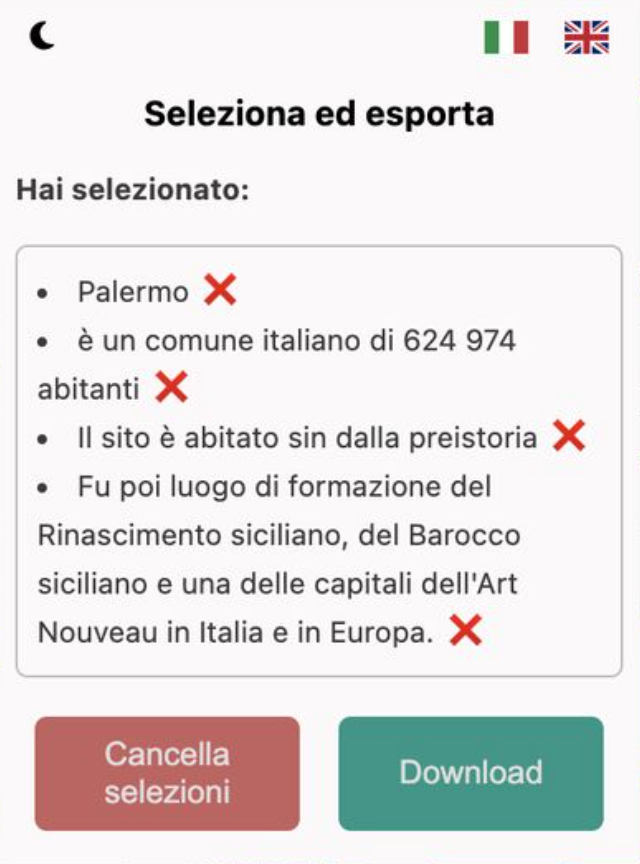 Seleziona ed esporta
Hai selezionato:
• Palermo ❌
• è un comune italiano di 624 974
abitanti ❌
• Il sito è abitato sin dalla preistoria ❌
• Fu poi luogo di formazione del
Rinascimento siciliano, del Barocco
siciliano e una delle capitali dell'Art
Nouveau in Italia e in Europa. ❌
Cancella
selezioni
Download